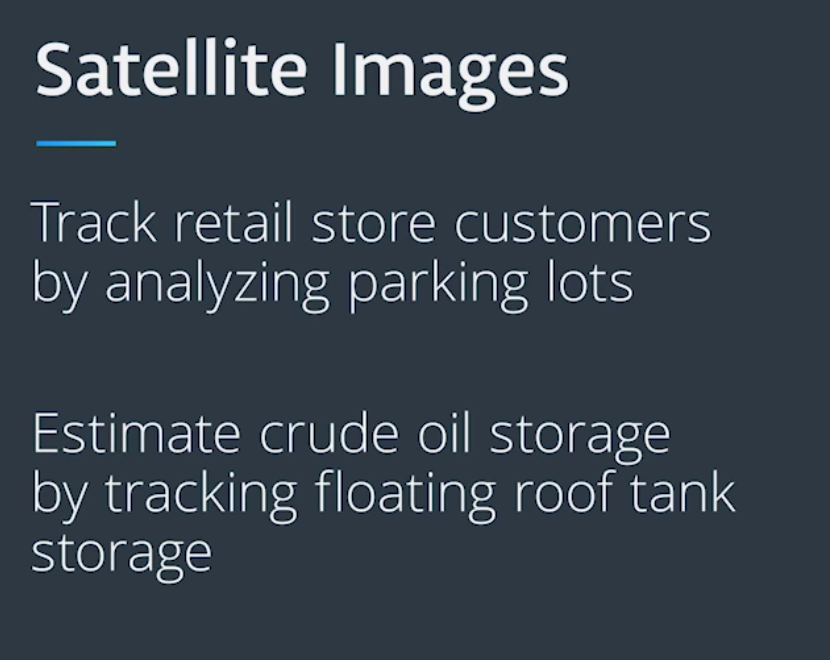 Satellite Images
Track retail store customers
by analyzing parking lots
Estimate crude oil storage
by tracking floating roof tank
storage